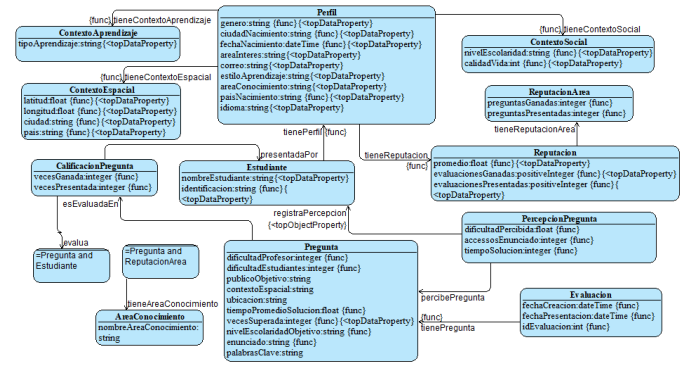 Perfil
genero:string {func}{<topDataProperty}
ciudadNacimiento:string {func}{<topDataProperty}
fechaNacimiento:dateTime {func}{<topDataProperty}
areaInteres:string {<topDataProperty}
correo:string {<topDataProperty}
estiloAprendizaje:string {<topDataProperty}
areaConocimiento:string {<topDataProperty}
paisNacimiento:string {func}{<topDataProperty}
idioma:string{<topDataProperty}
{func}
tieneContextoAprendizaje
ContextoAprendizaje
tipoAprendizaje:string{<topDataProperty}
{func}
tieneContextoEspacial
ContextoEspacial
latitud:float {func}{<topDataProperty}
longitud:float {func}{<topDataProperty}
ciudad:string {func}{<topDataProperty}
pais:string {func}{<topDataProperty}
{func}
tieneContextoSocial
ContextoSocial
nivelEscolaridad:string {func}{<topDataProperty}
calidadVida:int {func}{<topDataProperty}
ReputacionArea
preguntasGanadas:integer {func}
preguntasPresentadas:integer {func}
tieneReputacionArea
tienePerfil
{func}
tieneReputacion
{func}
Reputacion
promedio:float {func}{<topDataProperty}
evaluacionesGanadas:positiveInteger {func}{<topDataProperty}
evaluacionesPresentadas:positiveInteger {func}{
<topDataProperty}
presentadaPor
CalificacionPregunta
vecesGanada:integer {func}
vecesPresentada:integer {func}
Estudiante
nombreEstudiante:string{<topDataProperty}
identificacion:string {func}{
<topDataProperty}
esEvaluadaEn
registraPercepcion
{<topObjectProperty}
PercepcionPregunta
dificultadPercibida:float {func}
accessosEnunciado:integer {func}
tiempoSolucion:integer {func}
evalua
=Pregunta and
Estudiante
=Pregunta and
ReputacionArea
tieneAreaConocimiento
AreaConocimiento
nombreAreaConocimiento:
string
Pregunta
dificultadProfesor:integer {func}
dificultadEstudiantes:integer {func}
publicoObjetivo:string
contextoEspacial:string
ubicacion:string
tiempoPromedioSolucion:float {func}
vecesSuperada:integer {func}{<topDataProperty}
nivelEscolaridadObjetivo:string {func}
enunciado:string {func}
palabrasClave:string
percibePregunta
{func}
tienePregunta
Evaluacion
fechaCreacion:dateTime {func}
fechaPresentacion:dateTime {func}
idEvaluacion:int {func}